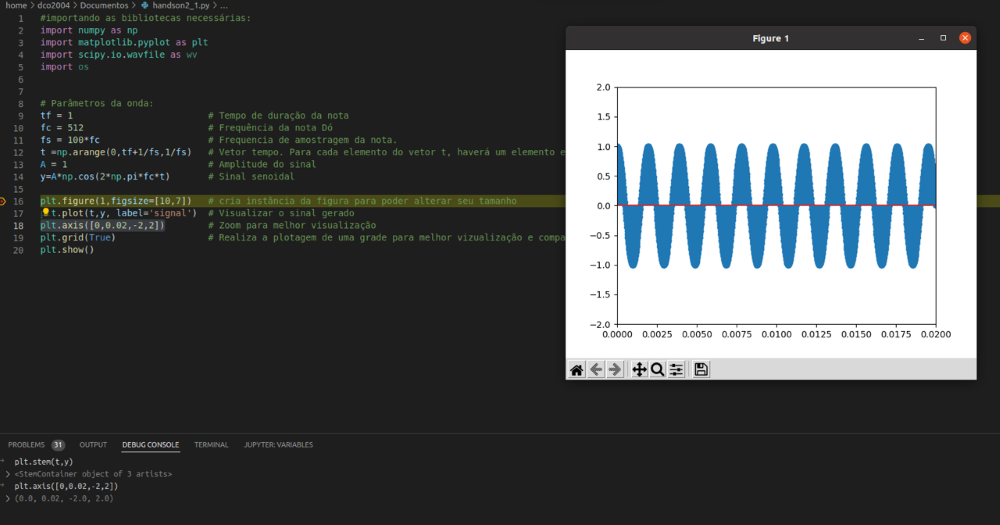 home > dco2004 > Documentos > handson2_1.py > ...
1 #importando as bibliotecas necessárias:
2 import numpy as np
3 import matplotlib.pyplot as plt
4 import scipy.io.wavfile as wv
5 import os
6
7
8 # Parâmetros da onda:
9 tf = 1 # Tempo de duração da nota
10 fc = 512 # Frequência da nota Dó
11 fs = 100*fc # Frequencia de amostragem da nota.
12 t =np.arange(0,tf+1/fs,1/fs) # Vetor tempo. Para cada elemento do vetor t, haverá um elemento e
13 A = 1 # Amplitude do sinal
14 y=A*np.cos(2*np.pi*fc*t) # Sinal senoidal
15
16 plt.figure(1,figsize=[10,7]) # cria instância da figura para poder alterar seu tamanho
17 t.plot(t,y, label='signal') # Visualizar o sinal gerado
18 plt.axis([0,0.02,-2,2]) # Zoom para melhor visualização
19 plt.grid(True) # Realiza a plotagem de uma grade para melhor vizualização e compa
20 plt.show()
Figure 1
2.0
1.5
1.0
0.5
0.0
−0.5
−1.0
−1.5
−2.0
0.0000 0.0025 0.0050 0.0075 0.0100 0.0125 0.0150 0.0175 0.0200
PROBLEMS 31 OUTPUT DEBUG CONSOLE TERMINAL JUPYTER: VARIABLES
plt.stem(t,y)
<StemContainer object of 3 artists>
plt.axis([0,0.02,-2,2])
(0.0, 0.02, -2.0, 2.0)